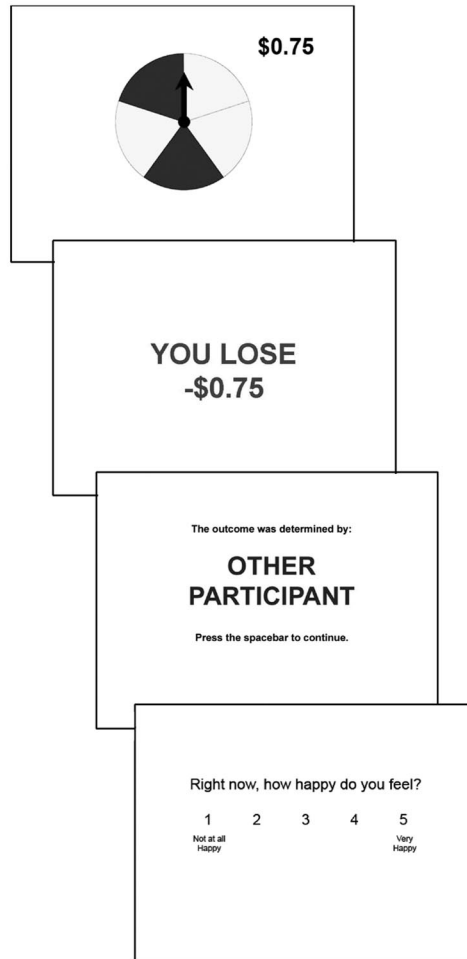 $0.75
YOU LOSE
-$0.75
The outcome was determined by:
OTHER
PARTICIPANT
Press the spacebar to continue.
Right now, how happy do you feel?
1 2 3 4 5
Not at all Very
Happy Happy